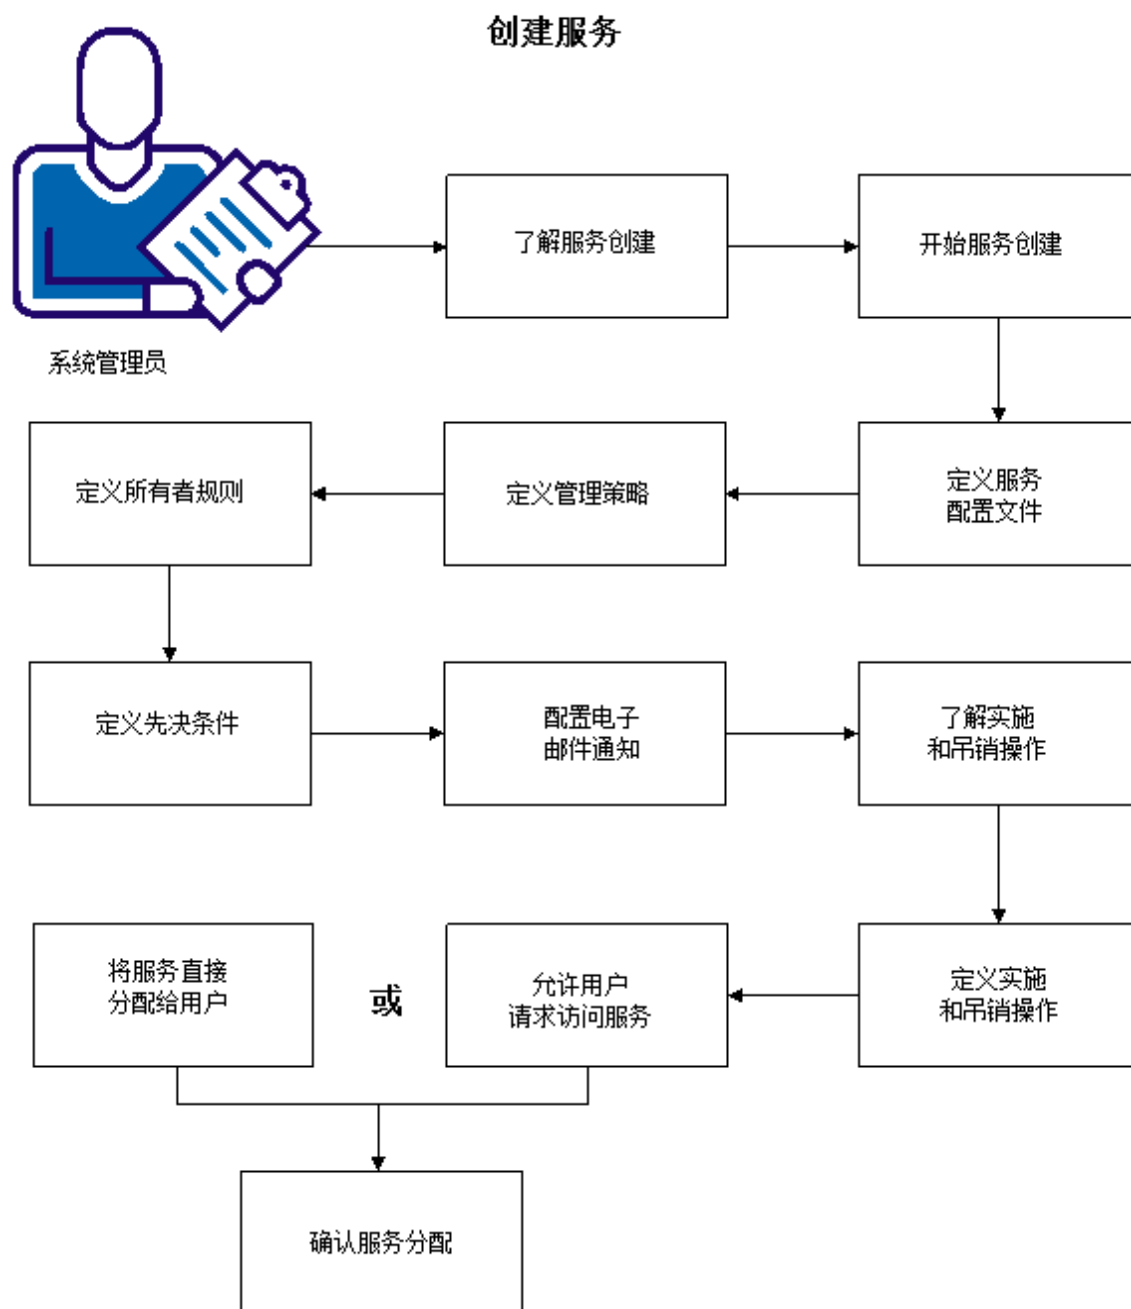 创建服务
系统管理员
了解服务创建
开始服务创建
定义所有者规则
定义管理策略
定义服务
配置文件
定义先决条件
配置电子
邮件通知
了解实施
和吊销操作
将服务直接
分配给用户
或
允许用户
请求访问服务
定义实施
和吊销操作
确认服务分配